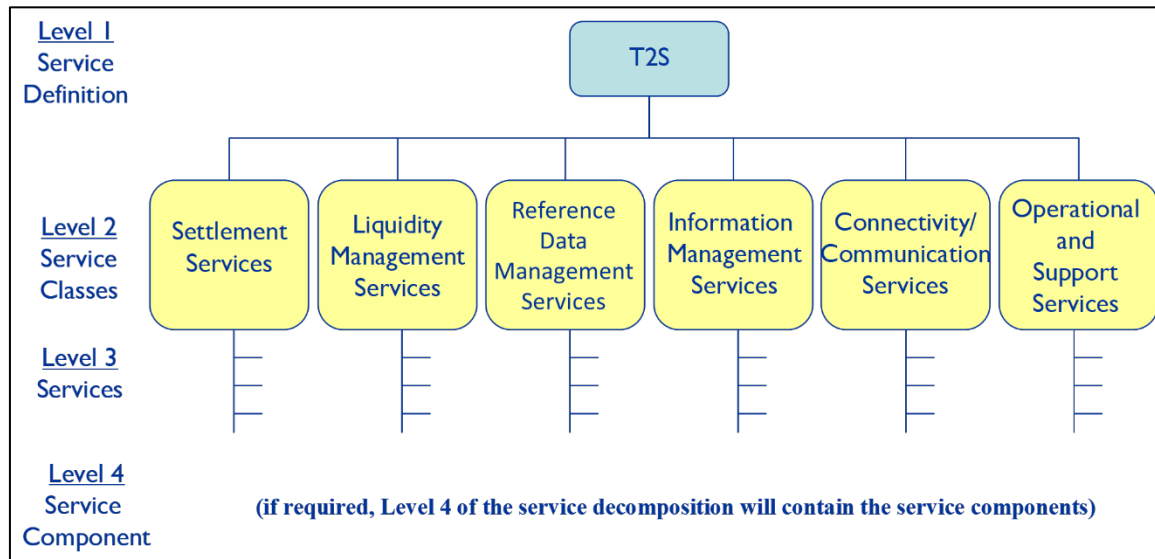 Level 1
Service
Definition
T2S
Level 2
Service
Classes
Settlement
Services
Liquidity
Management
Services
Reference
Data
Management
Services
Information
Management
Services
Connectivity/
Communication
Services
Operational
and
Support
Services
Level 3
Services
Level 4
Service
Component
(if required, Level 4 of the service decomposition will contain the service components)